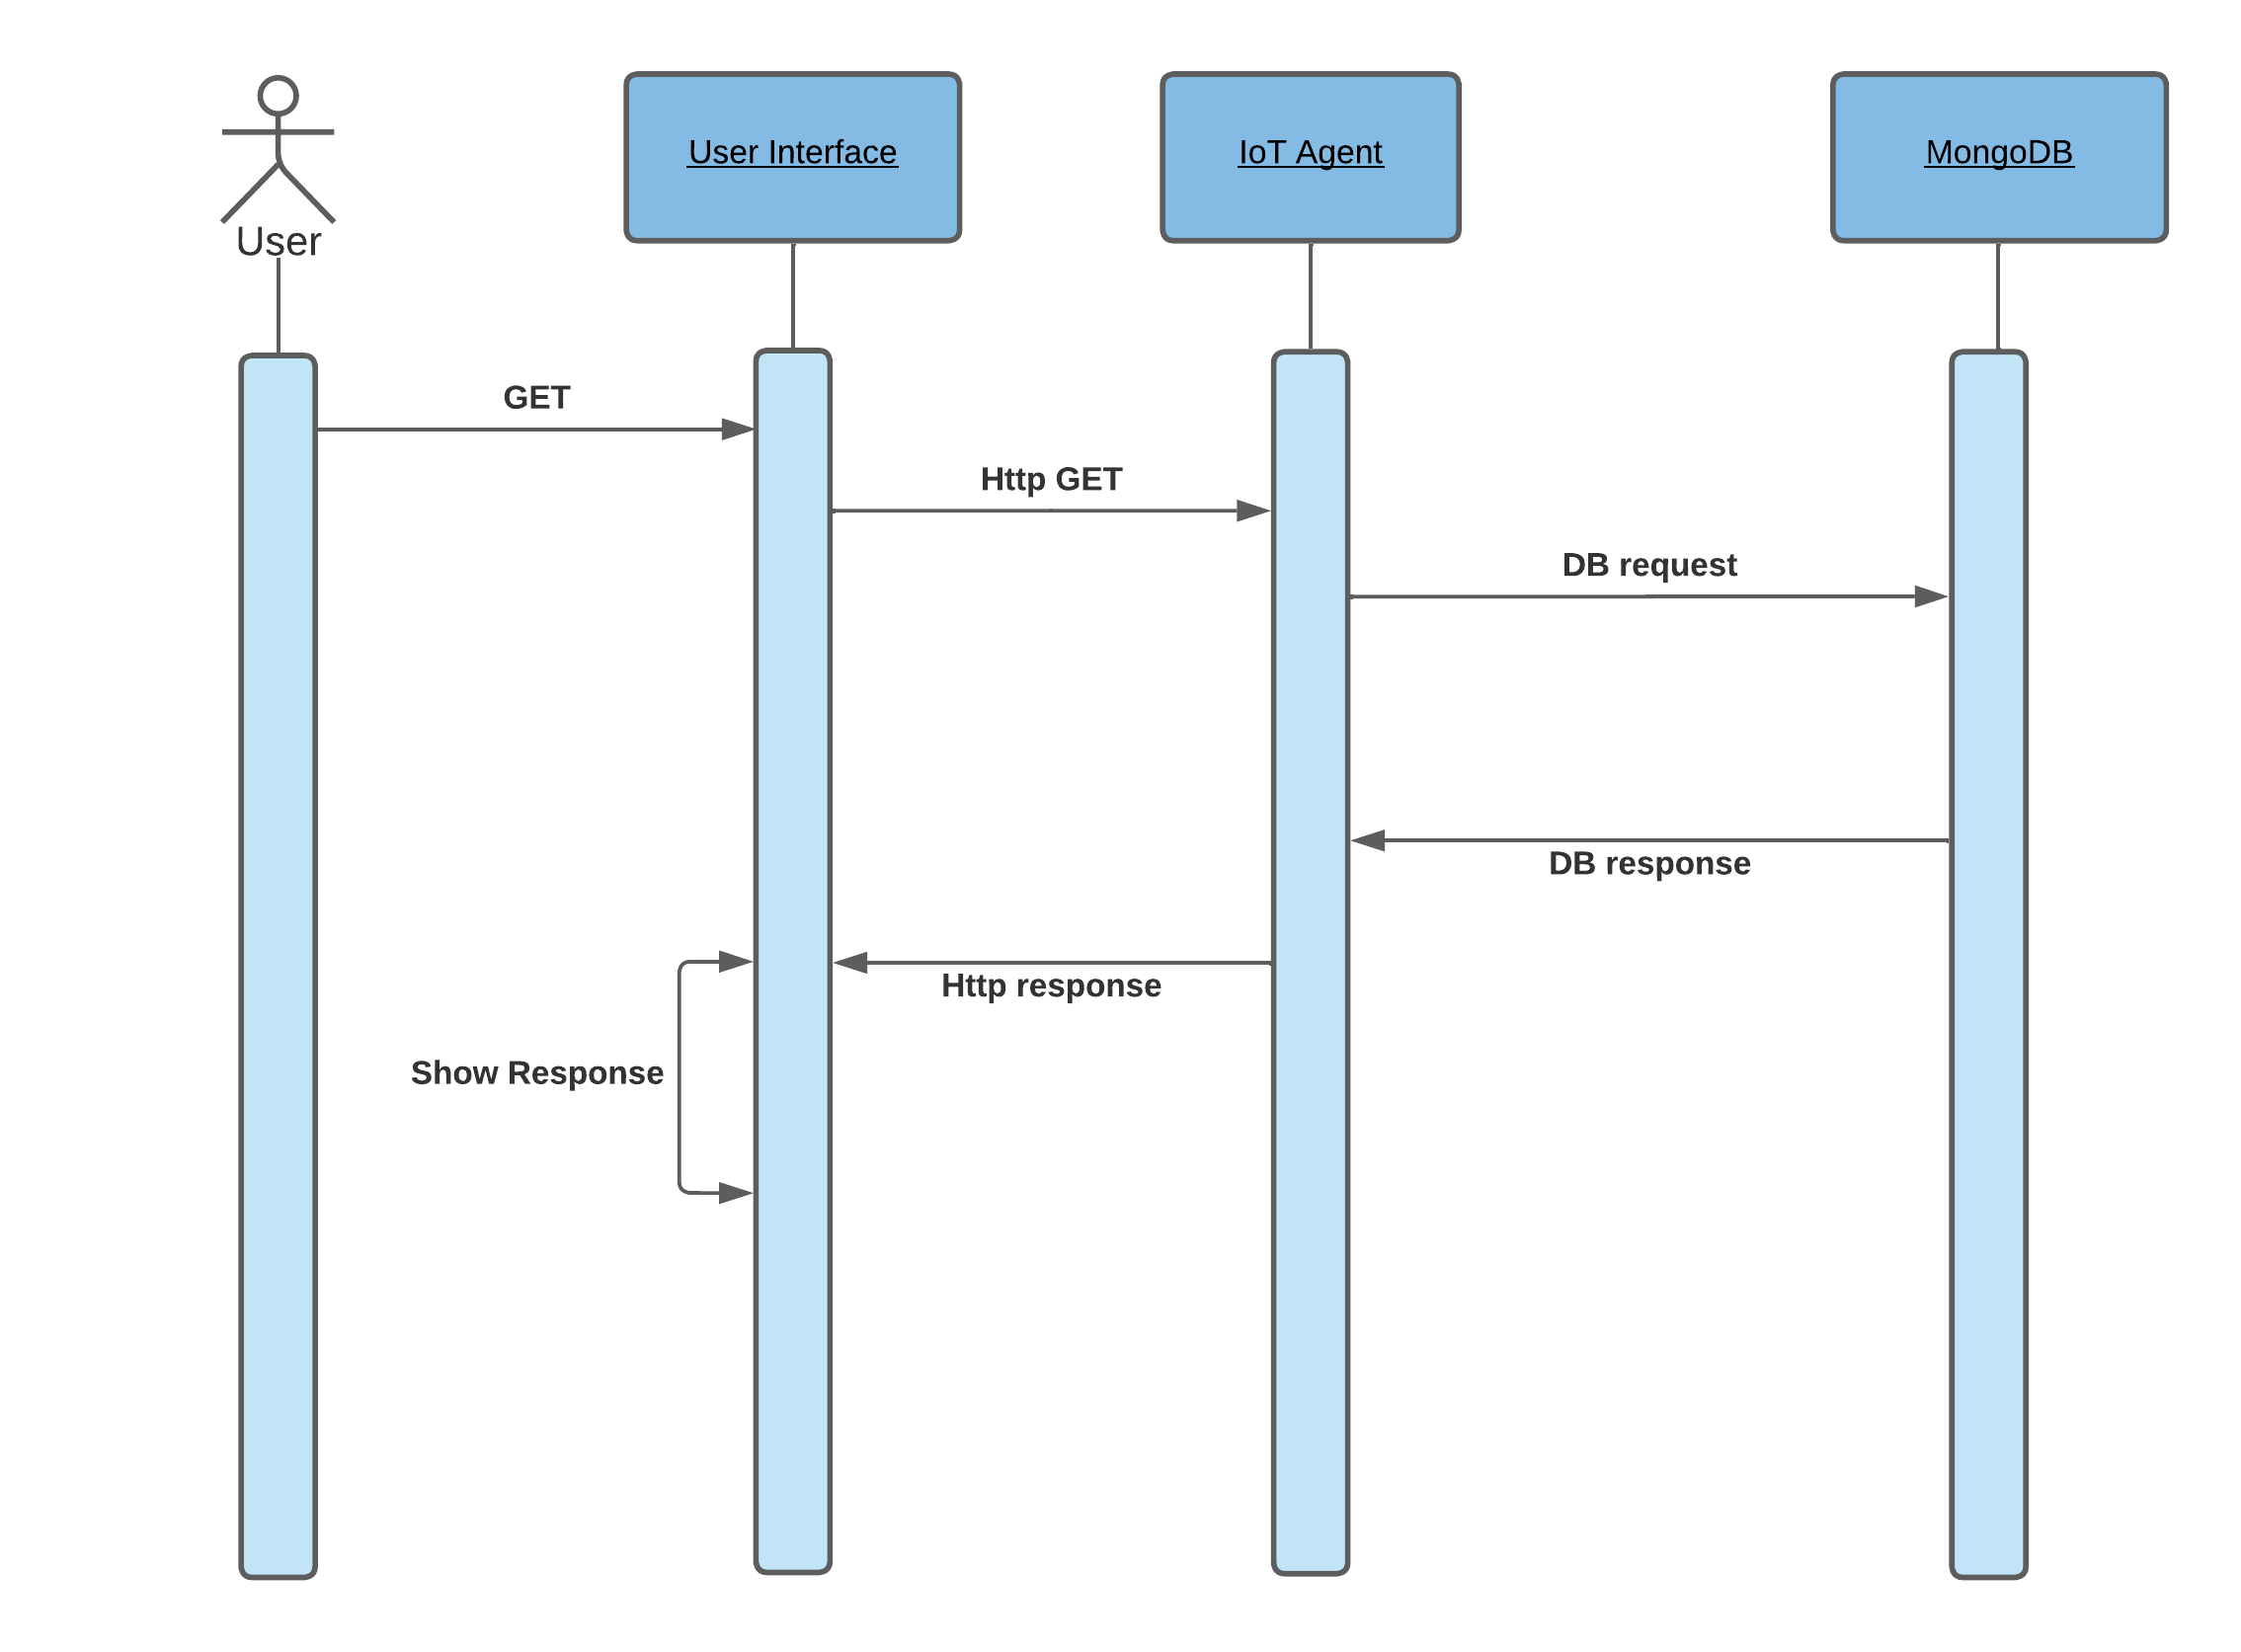 User Interface
IoT Agent
MongoDB
User
GET
Http GET
DB request
DB response
Http response
Show Response